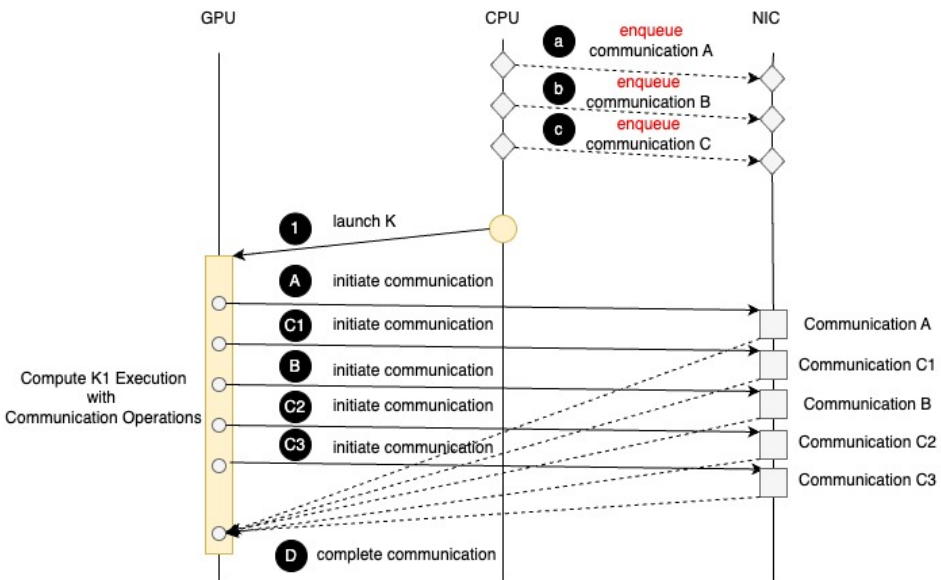 GPU
CPU
NIC
a
enqueue
communication A
b
enqueue
communication B
c
enqueue
communication C
1
launch K
A
initiate communication
C1
initiate communication
B
initiate communication
C2
initiate communication
C3
initiate communication
Compute K1 Execution
with
Communication Operations
Communication A
Communication C1
Communication B
Communication C2
Communication C3
D
complete communication